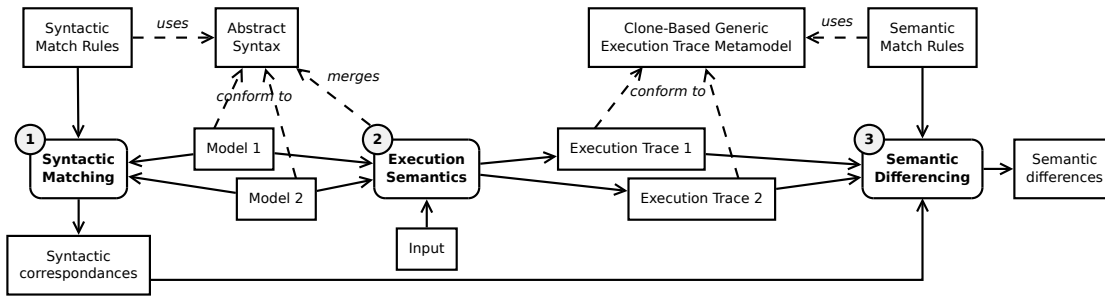 Syntactic
Match Rules
uses
Abstract
Syntax
Clone-Based Generic
Execution Trace Metamodel
uses
Semantic
Match Rules
merges
conform to
conform to
1
Syntactic
Matching
Model 1
Model 2
2
Execution
Semantics
Execution Trace 1
Execution Trace 2
3
Semantic
Differencing
Semantic
differences
Syntactic
correspondances
Input